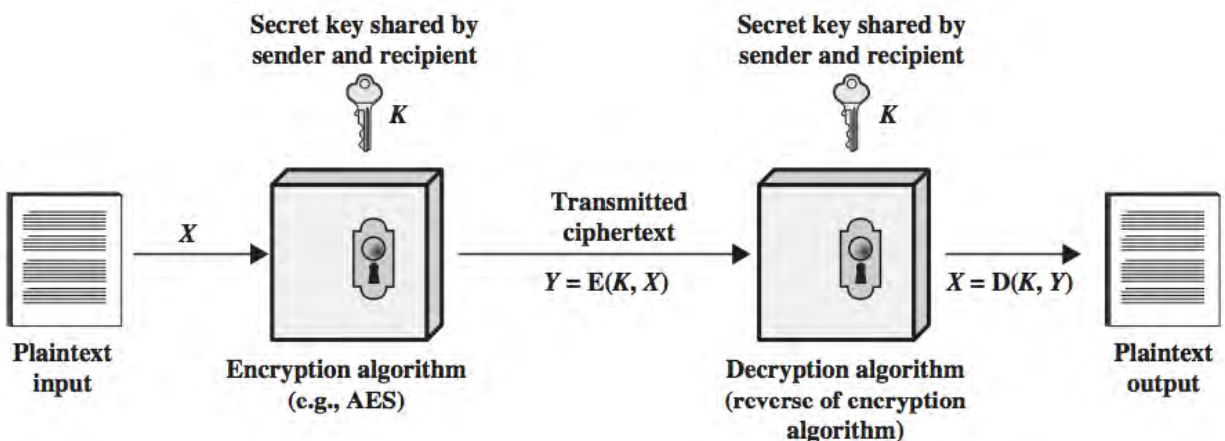 Secret key shared by
sender and recipient
K
Secret key shared by
sender and recipient
K
X
Transmitted
ciphertext
Y = E(K, X)
X = D(K, Y)
Plaintext
input
Encryption algorithm
(e.g., AES)
Decryption algorithm
(reverse of encryption
algorithm)
Plaintext
output